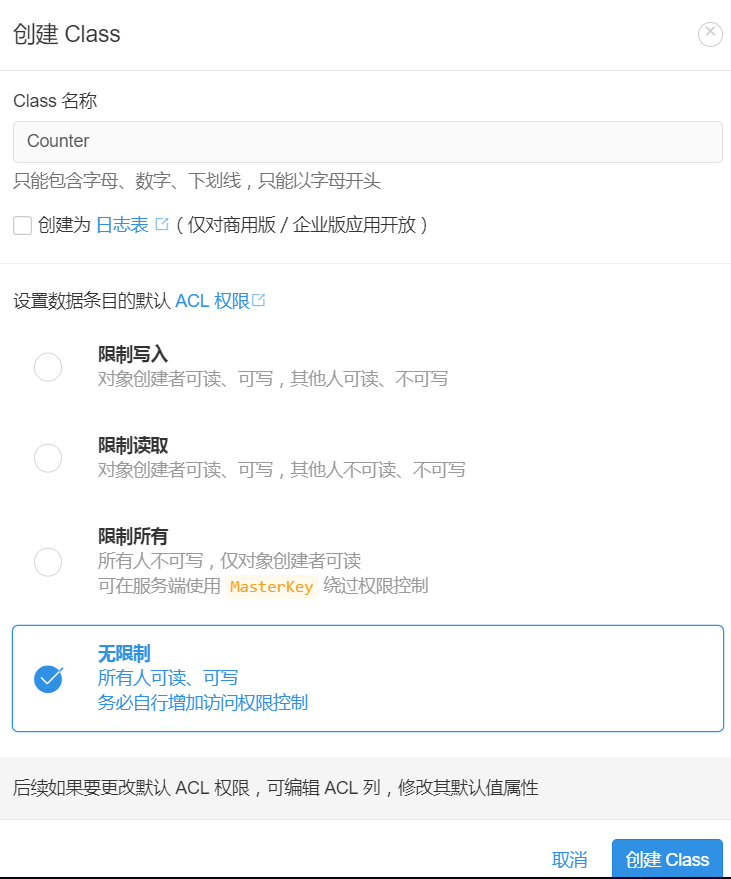 创建 Class
Class 名称
Counter
只能包含字母、数字、下划线，只能以字母开头
创建为 日志表 （仅对商用版 / 企业版应用开放）
设置数据条目的默认 ACL 权限
限制写入
对象创建者可读、可写，其他人可读、不可写
限制读取
对象创建者可读、可写，其他人不可读、不可写
限制所有
所有人不可写，仅对象创建者可读
可在服务端使用 MasterKey 绕过权限控制
无限制
所有人可读、可写
务必自行增加访问权限控制
后续如果要更改默认 ACL 权限，可编辑 ACL 列，修改其默认值属性
取消 创建 Class